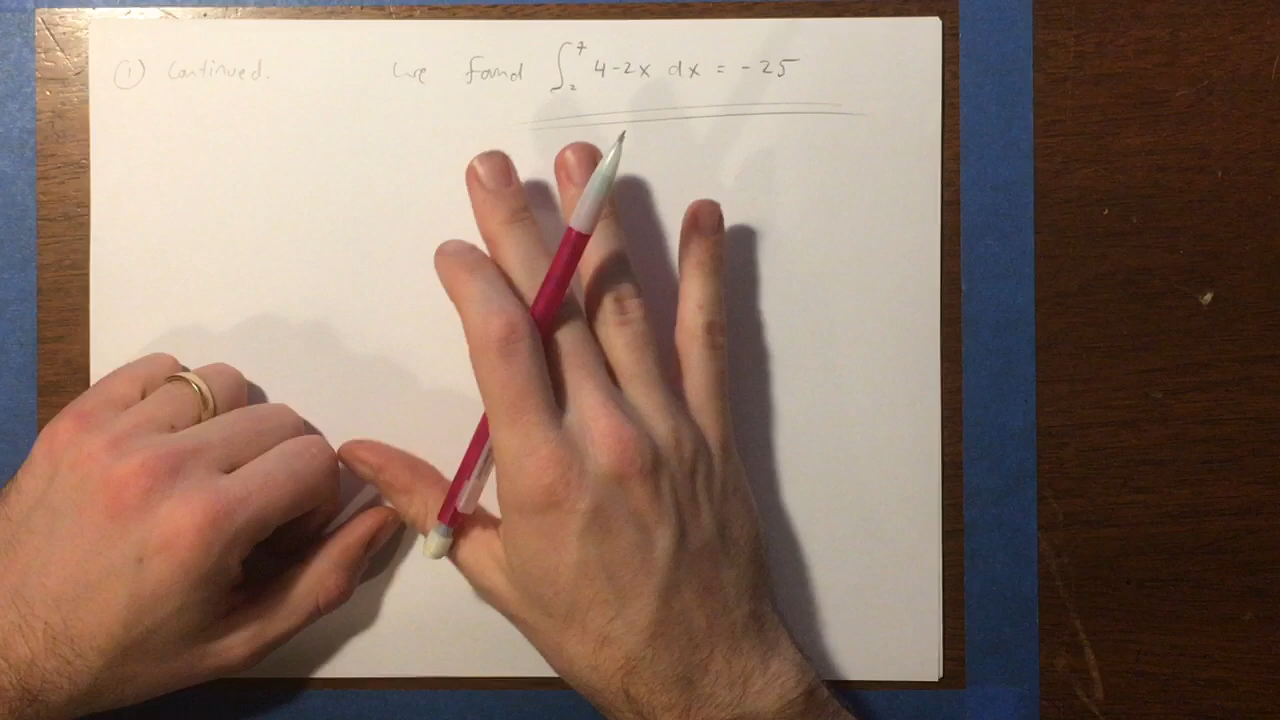 ① Continued. We found ∫₂⁷ 4-2x dx = -25